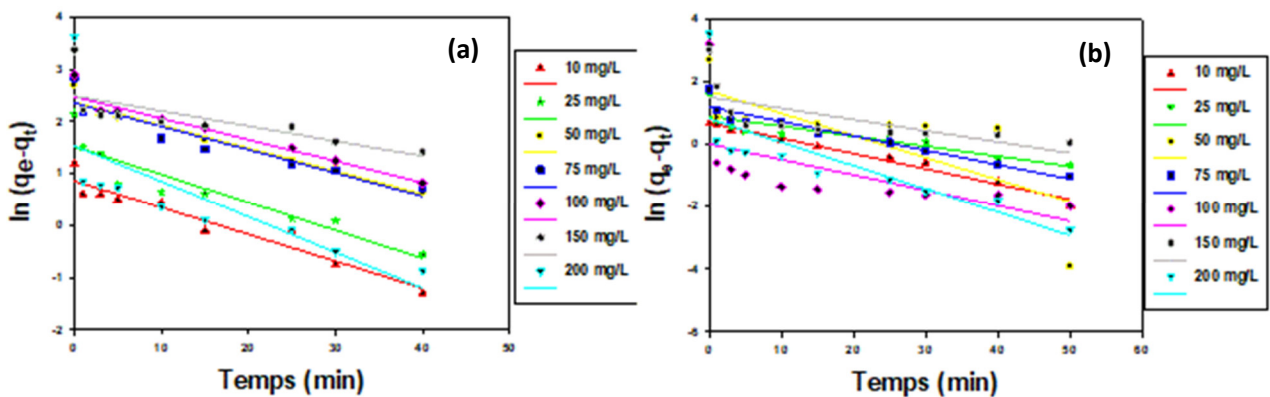 (a)
4
3
2
1
0
-1
-2
ln (qe-qt)
0
10
20
30
40
50
Temps (min)
10 mg/L
25 mg/L
50 mg/L
75 mg/L
100 mg/L
150 mg/L
200 mg/L
(b)
4
2
0
-2
-4
-6
ln (qe-qt)
0
10
20
30
40
50
60
Temps (min)
10 mg/L
25 mg/L
50 mg/L
75 mg/L
100 mg/L
150 mg/L
200 mg/L